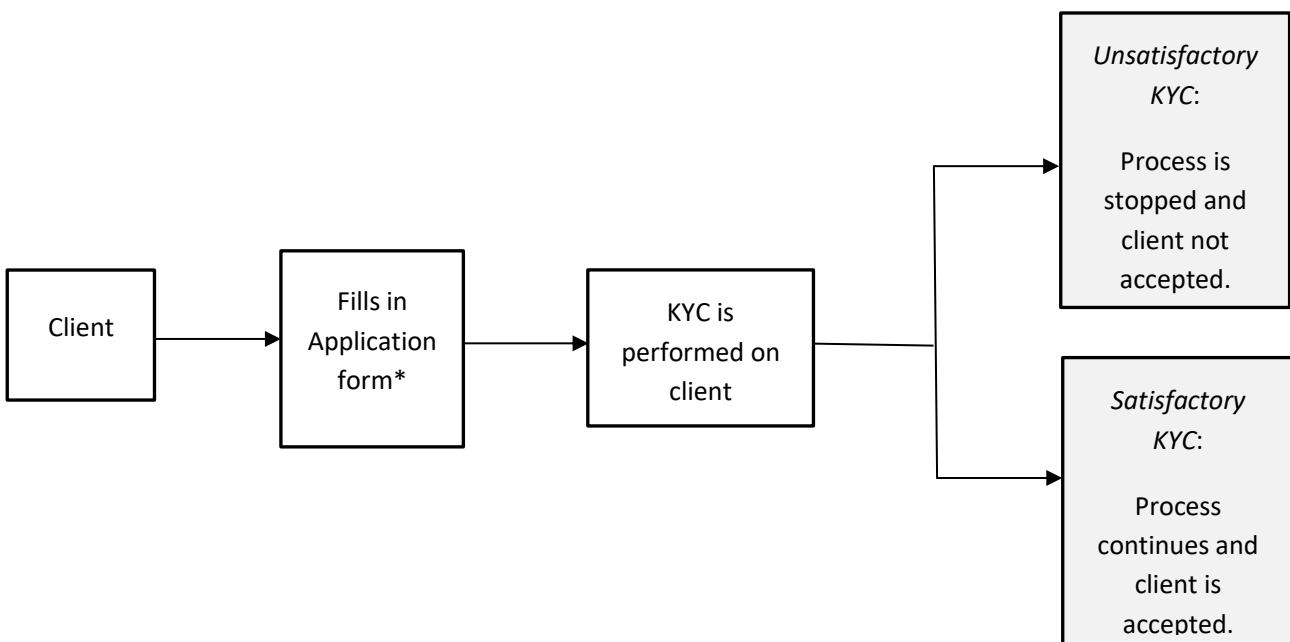 Client
Fills in
Application
form*
KYC is
performed on
client
Unsatisfactory
KYC:
Process is
stopped and
client not
accepted.
Satisfactory
KYC:
Process
continues and
client is
accepted.